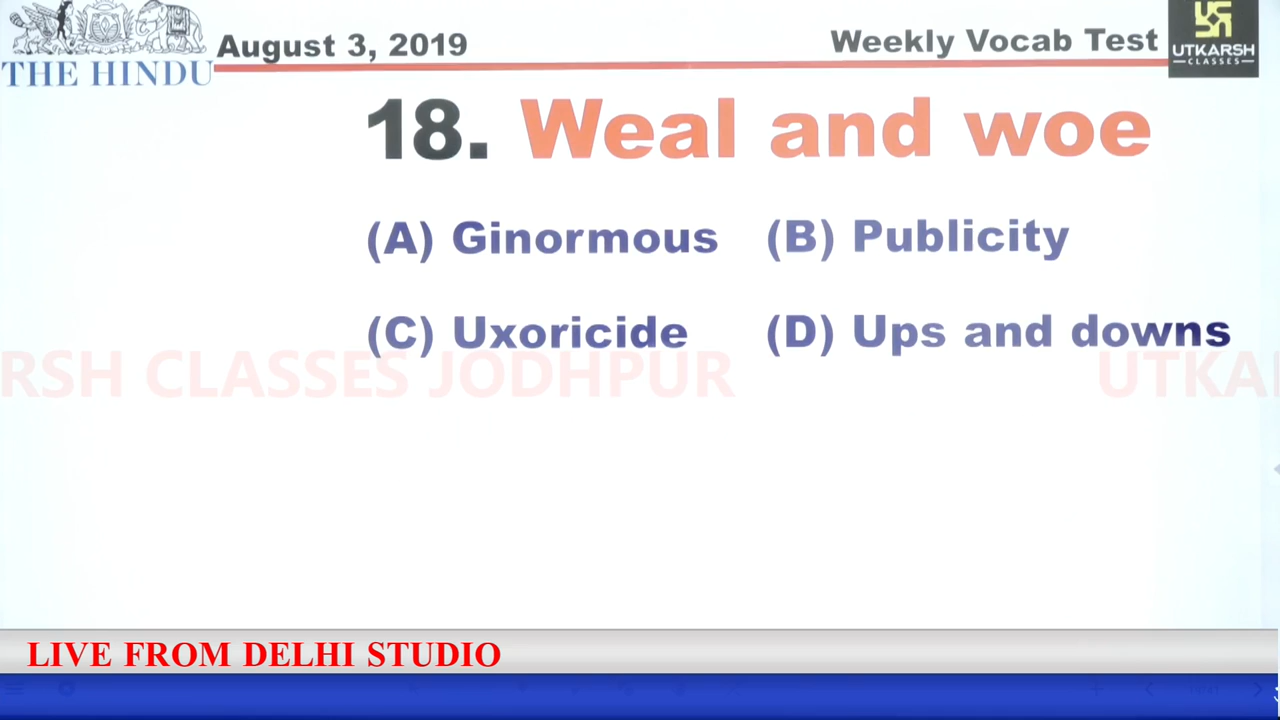 THE HINDU
August 3, 2019
Weekly Vocab Test
UTKARSH
CLASSES
18. Weal and woe
(A) Ginormous (B) Publicity
(C) Uxoricide (D) Ups and downs
RSH CLASSES JODHPUR UTKA
LIVE FROM DELHI STUDIO